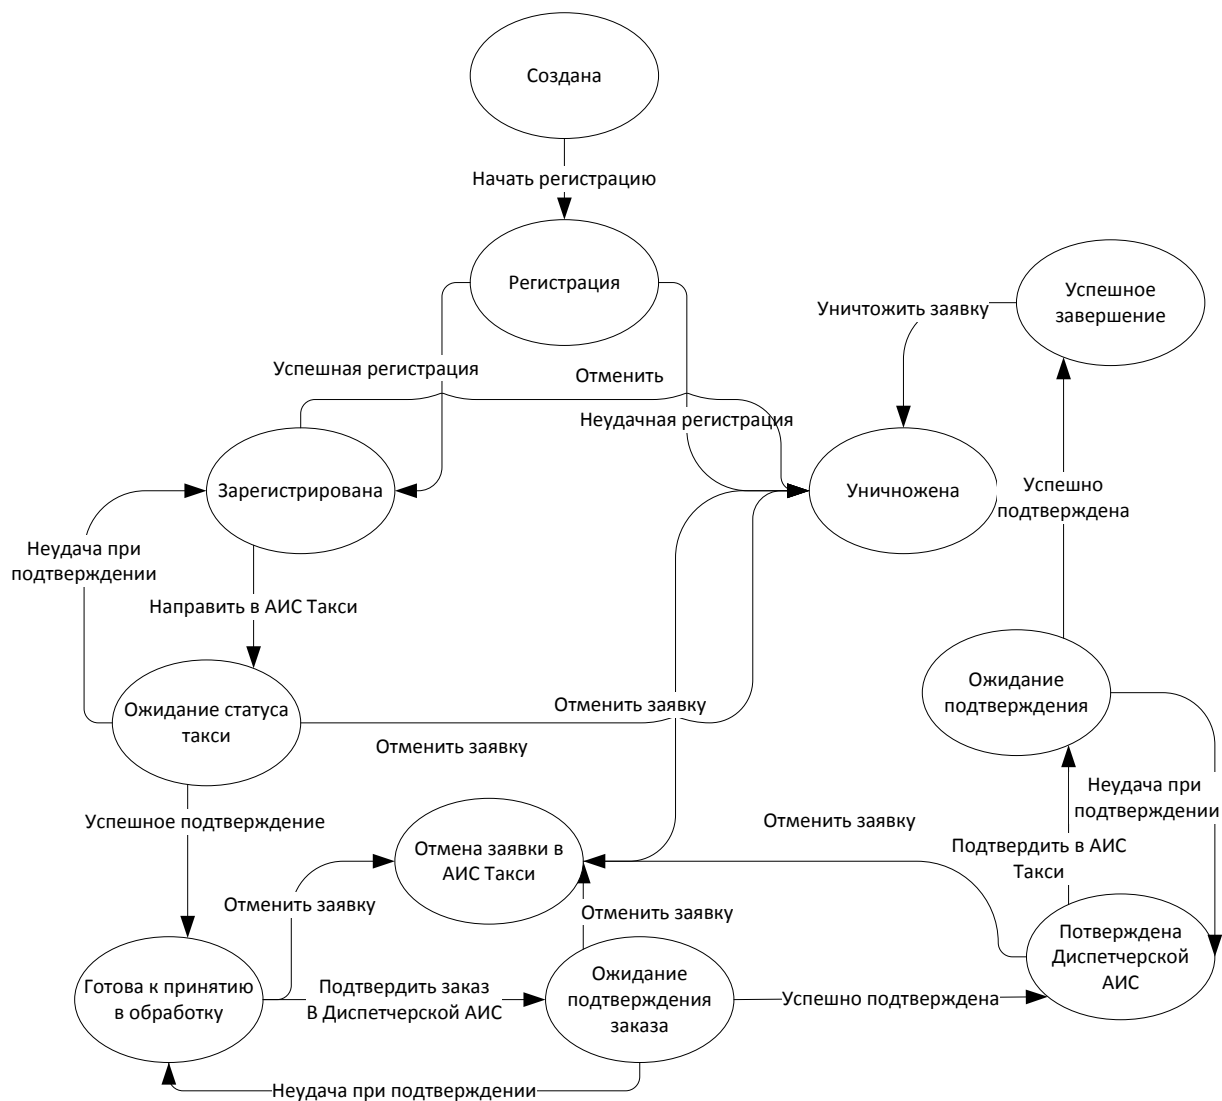 Создана
Начать регистрацию
Регистрация
Успешное
завершение
Уничтожить заявку
Успешная регистрация
Отменить
Неудачная регистрация
Зарегистрирована
Уничножена
Успешно
подтверждена
Неудача при
подтверждении
Направить в АИС Такси
Ожидание статуса
такси
Отменить заявку
Отменить заявку
Ожидание
подтверждения
Неудача при
подтверждении
Успешное подтверждение
Отменить заявку
Отмена заявки в
АИС Такси
Подтвердить в АИС
Такси
Отменить заявку
Отменить заявку
Потверждена
Диспетчерской
АИС
Готова к принятию
в обработку
Подтвердить заказ
В Диспетчерской АИС
Ожидание
подтверждения
заказа
Успешно подтверждена
Неудача при подтверждении